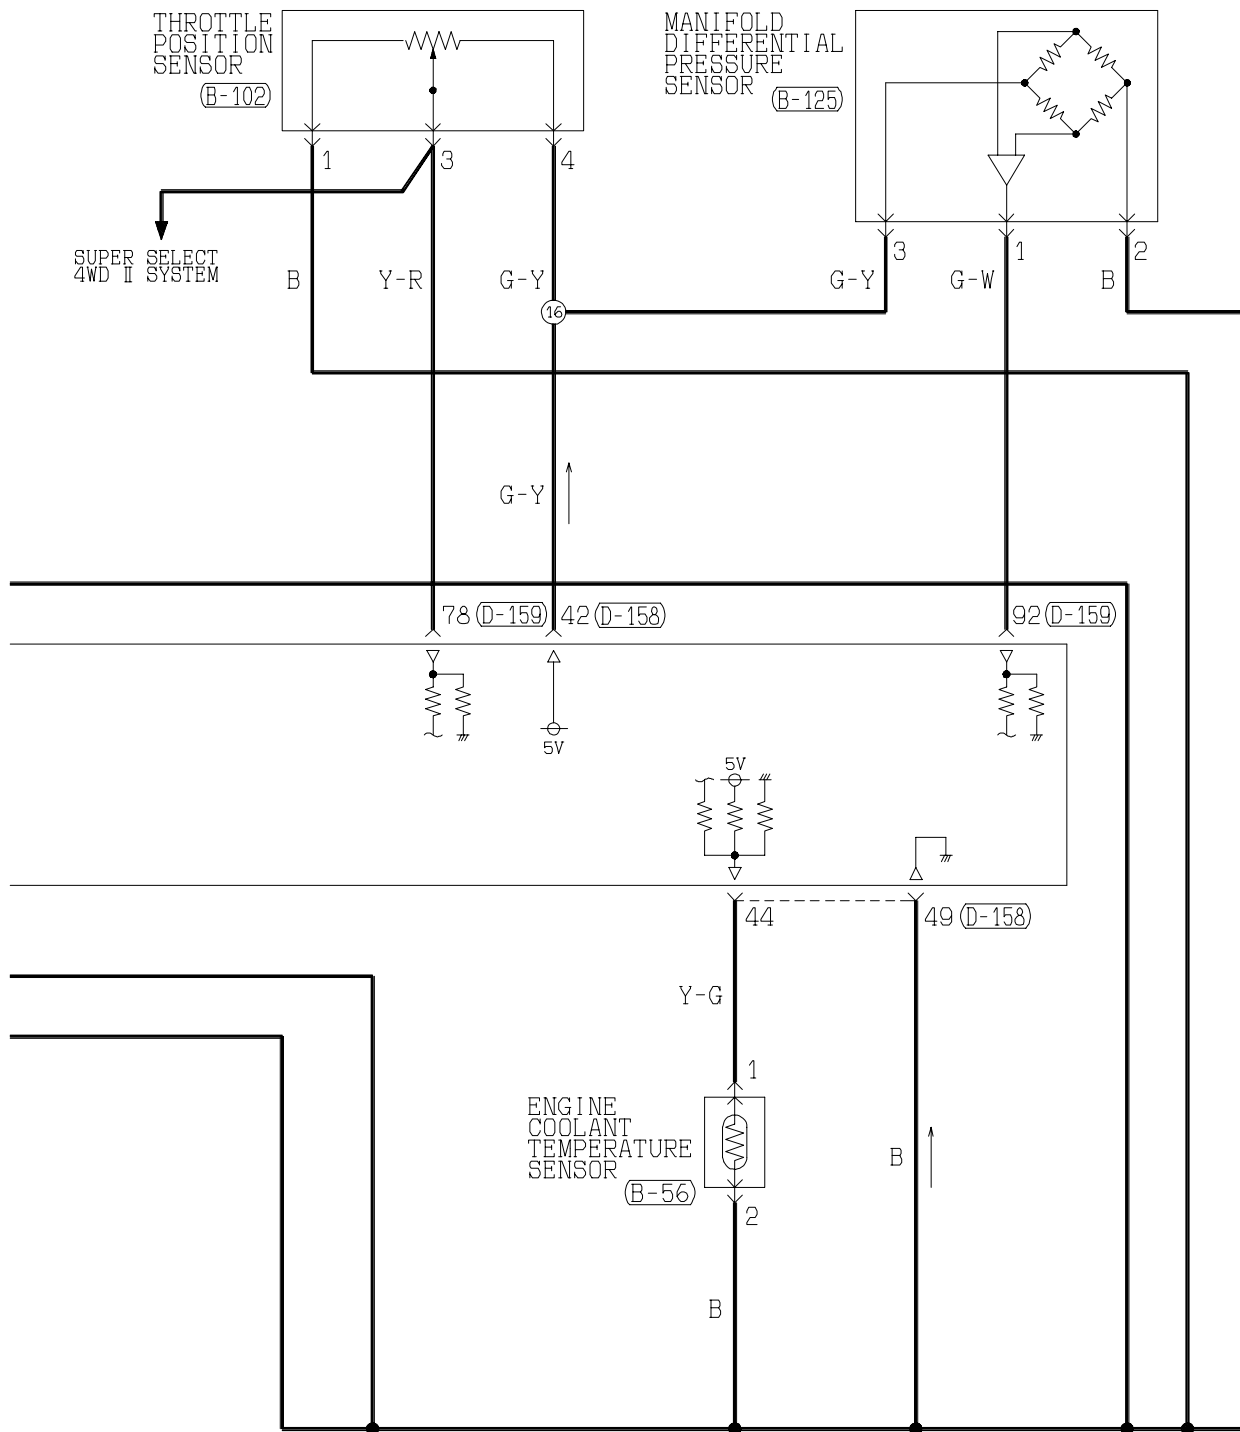 THROTTLE
POSITION
SENSOR
B-102
MANIFOLD
DIFFERENTIAL
PRESSURE
SENSOR
B-125
1
3
4
3
1
2
SUPER SELECT
4WD Ⅱ SYSTEM
B
Y-R
G-Y
G-Y
G-W
B
16
G-Y
78 D-159
42 D-158
92 D-159
5V
5V
44
49 D-158
Y-G
1
ENGINE
COOLANT
TEMPERATURE
SENSOR
B-56
B
2
B